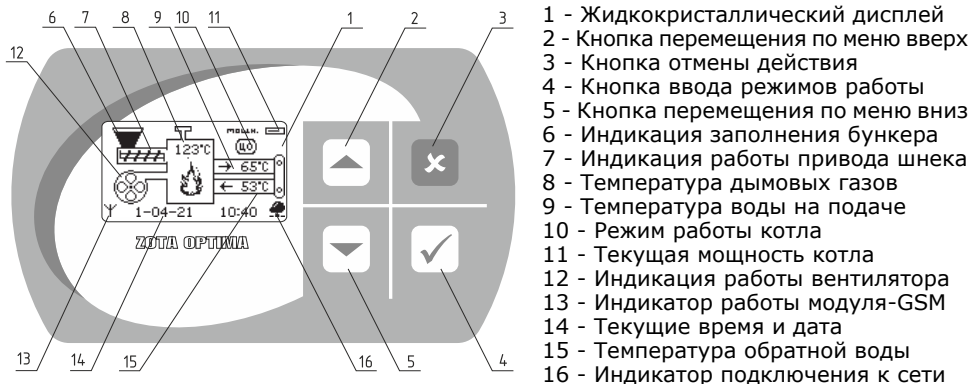 6 7 8 9 10 11 1 2 3
12
123°C
МОЩН.
ЦО
65°C
53°C
1-04-21 10:40
ZOTA OPTIMA
13 14 15 16 5 4
1 - Жидкокристаллический дисплей
2 - Кнопка перемещения по меню вверх
3 - Кнопка отмены действия
4 - Кнопка ввода режимов работы
5 - Кнопка перемещения по меню вниз
6 - Индикация заполнения бункера
7 - Индикация работы привода шнека
8 - Температура дымовых газов
9 - Температура воды на подаче
10 - Режим работы котла
11 - Текущая мощность котла
12 - Индикация работы вентилятора
13 - Индикатор работы модуля-GSM
14 - Текущие время и дата
15 - Температура обратной воды
16 - Индикатор подключения к сети